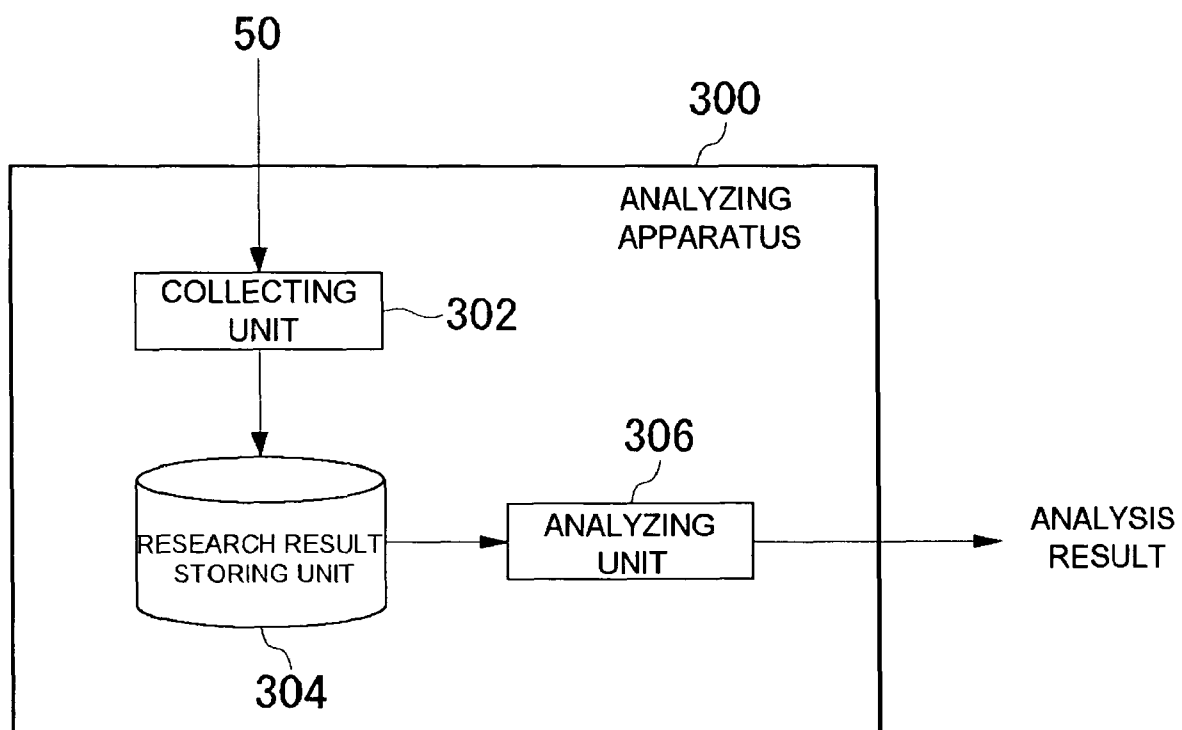 50
300
ANALYZING
APPARATUS
COLLECTING
UNIT
302
306
RESEARCH RESULT
STORING UNIT
ANALYZING
UNIT
ANALYSIS
RESULT
304